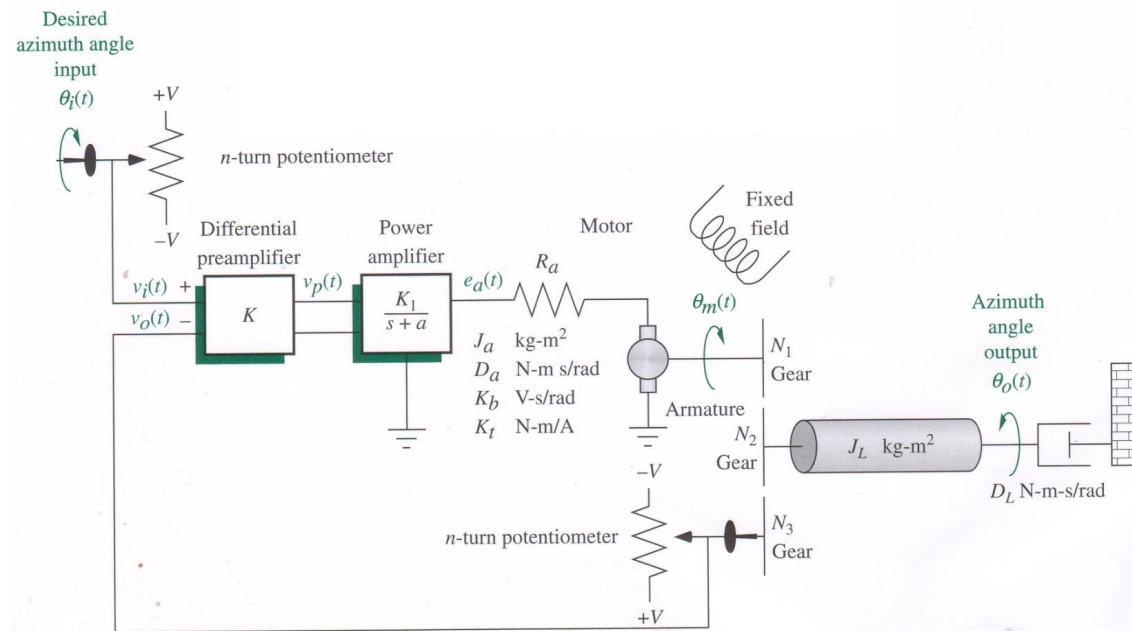 Desired
azimuth angle
input
θi(t)
+V
n-turn potentiometer
−V
Differential
preamplifier
Power
amplifier
Motor
Fixed
field
vi(t) +
vo(t) −
K
vp(t)
K1
s + a
ea(t)
Ra
Ja kg-m²
Da N-m s/rad
Kb V-s/rad
Kt N-m/A
θm(t)
Armature
N1
Gear
N2
Gear
JL kg-m²
Azimuth
angle
output
θo(t)
DL N-m-s/rad
−V
n-turn potentiometer
+V
N3
Gear